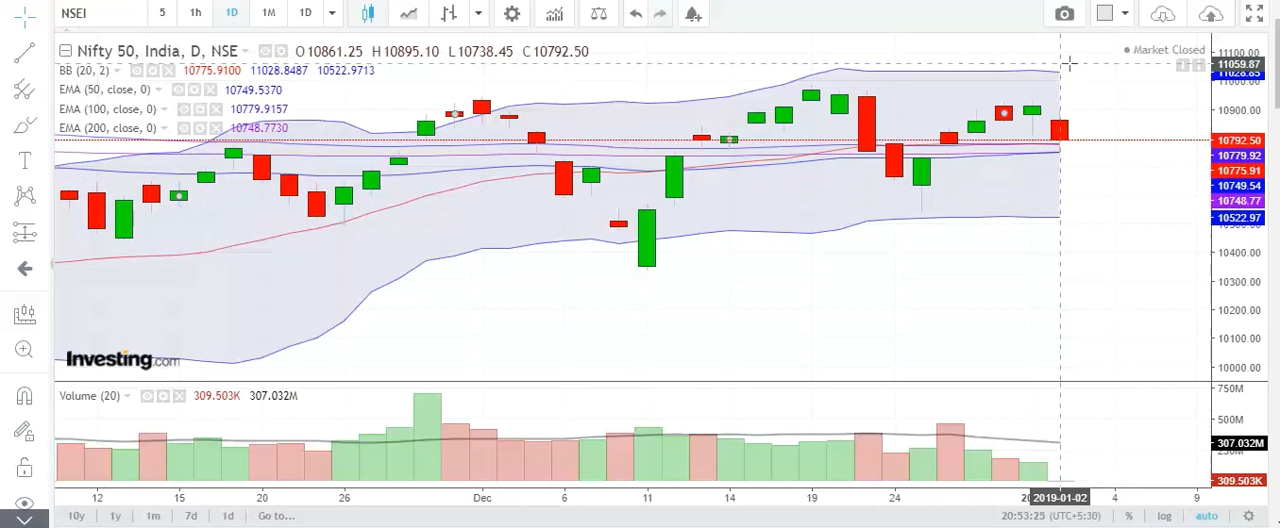 NSEI 5 1h 1D 1M 1D
Nifty 50, India, D, NSE O10861.25 H10895.10 L10738.45 C10792.50
Market Closed
BB (20, 2) 10775.9100 11028.8487 10522.9713
EMA (50, close, 0) 10749.5370
EMA (100, close, 0) 10779.9157
EMA (200, close, 0) 10748.7730
11100.00
11059.87
11028.85
11000.00
10900.00
10792.50
10779.92
10775.91
10749.54
10748.77
10522.97
10400.00
10300.00
10200.00
10100.00
10000.00
Investing.com
Volume (20) 309.503K 307.032M
750M
500M
307.032M
309.503K
12 15 20 26 Dec 6 11 14 19 24 2019-01-02 4 9
10y 1y 1m 7d 1d Go to... 20:53:25 (UTC+5:30) % log auto